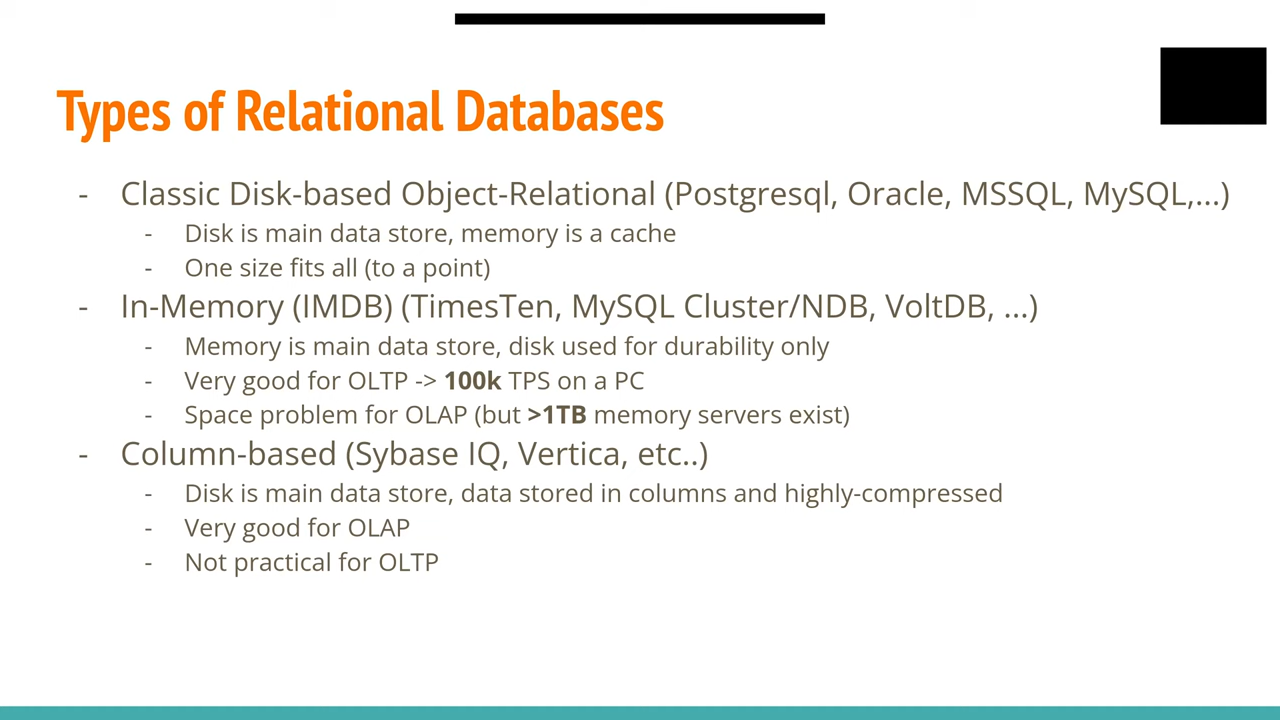 Types of Relational Databases
- Classic Disk-based Object-Relational (Postgresql, Oracle, MSSQL, MySQL,...)
- Disk is main data store, memory is a cache
- One size fits all (to a point)
- In-Memory (IMDB) (TimesTen, MySQL Cluster/NDB, VoltDB, ...)
- Memory is main data store, disk used for durability only
- Very good for OLTP -> 100k TPS on a PC
- Space problem for OLAP (but >1TB memory servers exist)
- Column-based (Sybase IQ, Vertica, etc..)
- Disk is main data store, data stored in columns and highly-compressed
- Very good for OLAP
- Not practical for OLTP